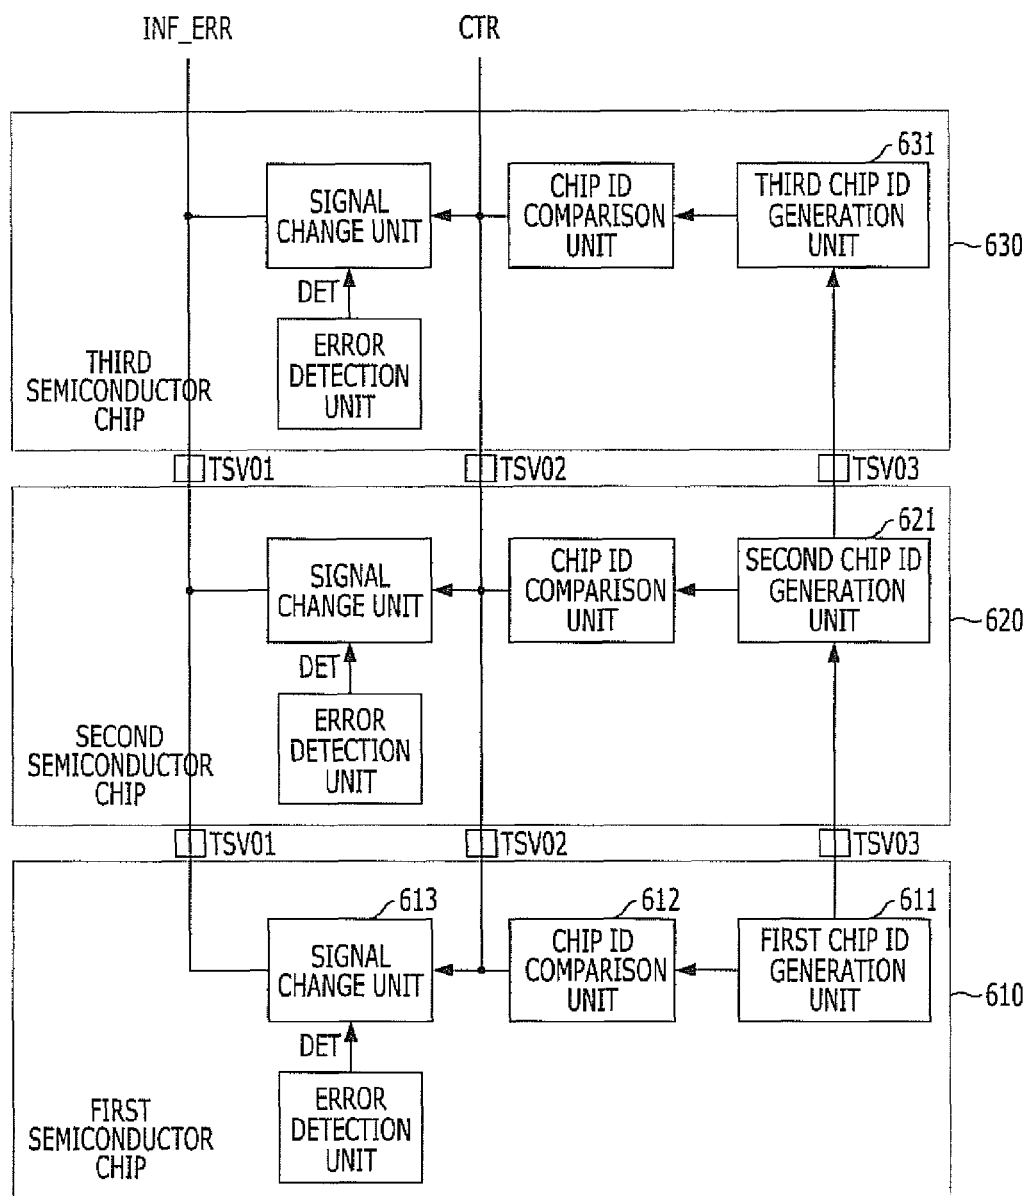 INF_ERR
CTR
631
SIGNAL
CHANGE UNIT
CHIP ID
COMPARISON
UNIT
THIRD CHIP ID
GENERATION
UNIT
630
DET
ERROR
DETECTION
UNIT
THIRD
SEMICONDUCTOR
CHIP
TSV01
TSV02
TSV03
621
SIGNAL
CHANGE UNIT
CHIP ID
COMPARISON
UNIT
SECOND CHIP ID
GENERATION
UNIT
620
DET
ERROR
DETECTION
UNIT
SECOND
SEMICONDUCTOR
CHIP
TSV01
TSV02
TSV03
613
612
611
SIGNAL
CHANGE UNIT
CHIP ID
COMPARISON
UNIT
FIRST CHIP ID
GENERATION
UNIT
610
DET
ERROR
DETECTION
UNIT
FIRST
SEMICONDUCTOR
CHIP